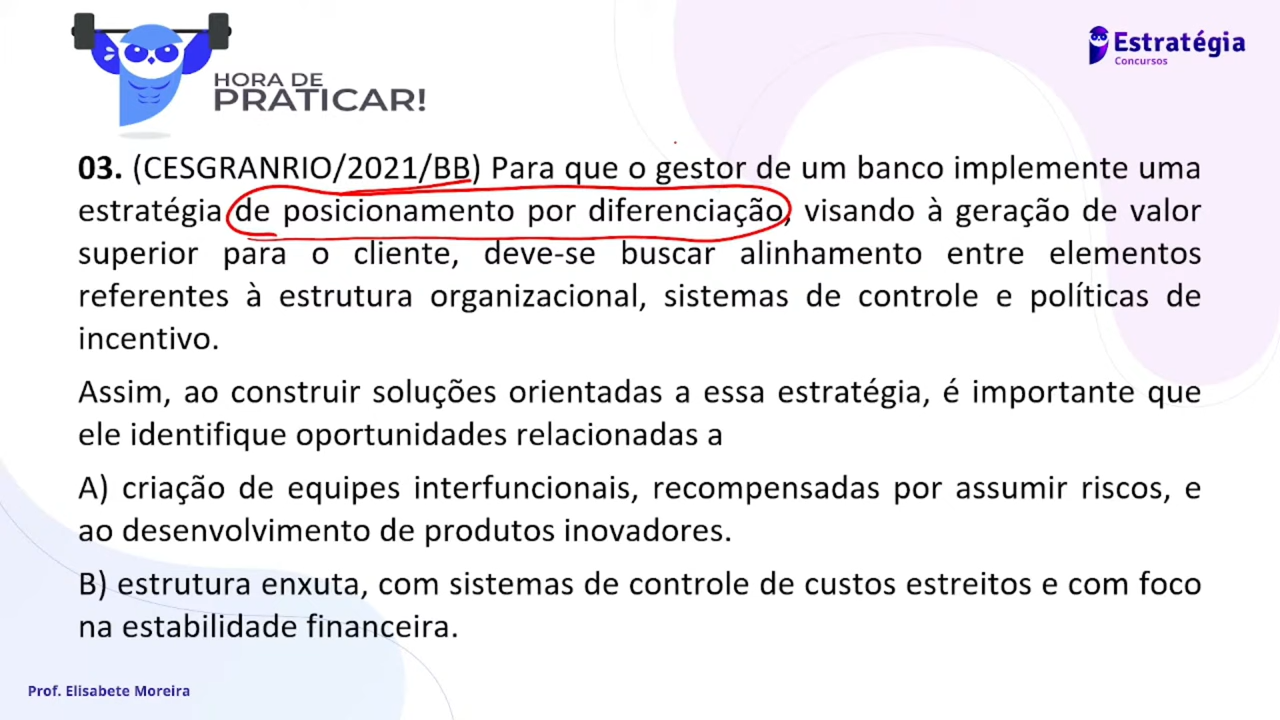 HORA DE
PRATICAR!
Estratégia
Concursos
03. (CESGRANRIO/2021/BB) Para que o gestor de um banco implemente uma
estratégia de posicionamento por diferenciação, visando à geração de valor
superior para o cliente, deve-se buscar alinhamento entre elementos
referentes à estrutura organizacional, sistemas de controle e políticas de
incentivo.
Assim, ao construir soluções orientadas a essa estratégia, é importante que
ele identifique oportunidades relacionadas a
A) criação de equipes interfuncionais, recompensadas por assumir riscos, e
ao desenvolvimento de produtos inovadores.
B) estrutura enxuta, com sistemas de controle de custos estreitos e com foco
na estabilidade financeira.
Prof. Elisabete Moreira